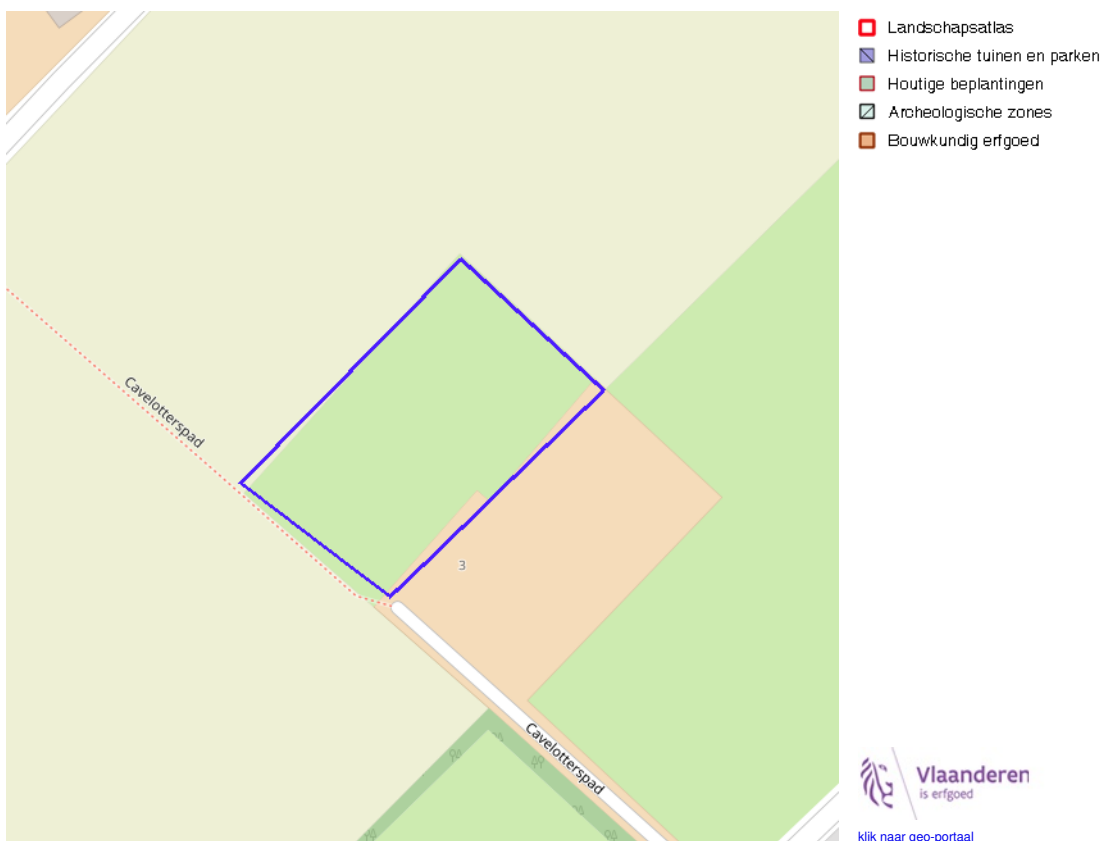 Landschapsatlas
Historische tuinen en parken
Houtige beplantingen
Archeologische zones
Bouwkundig erfgoed
Cavelotterspad
3
Cavelotterspad
Vlaanderen
is erfgoed
klik naar geo-portaal